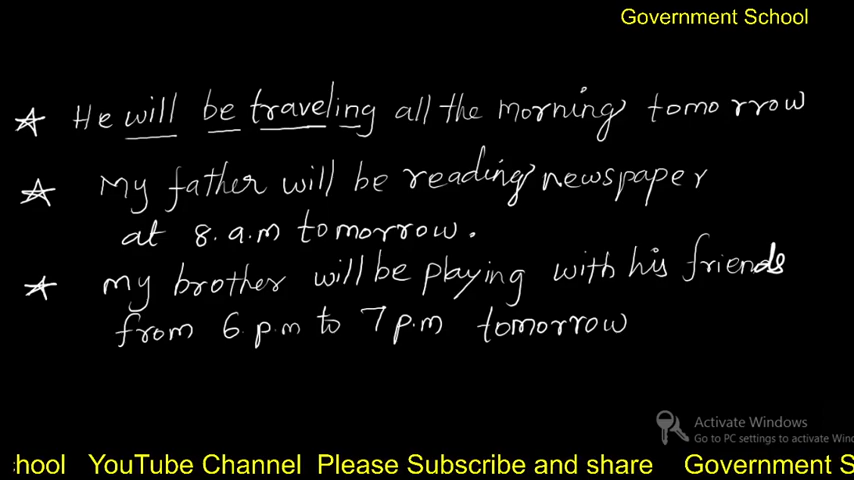 Government School
☆ He will be traveling all the morning tomorrow
☆ My father will be reading newspaper
at 8.a.m tomorrow.
☆ My brother will be playing with his friends
from 6.p.m to 7p.m tomorrow
Activate Windows
Go to PC settings to activate Win
hool YouTube Channel Please Subscribe and share Government S